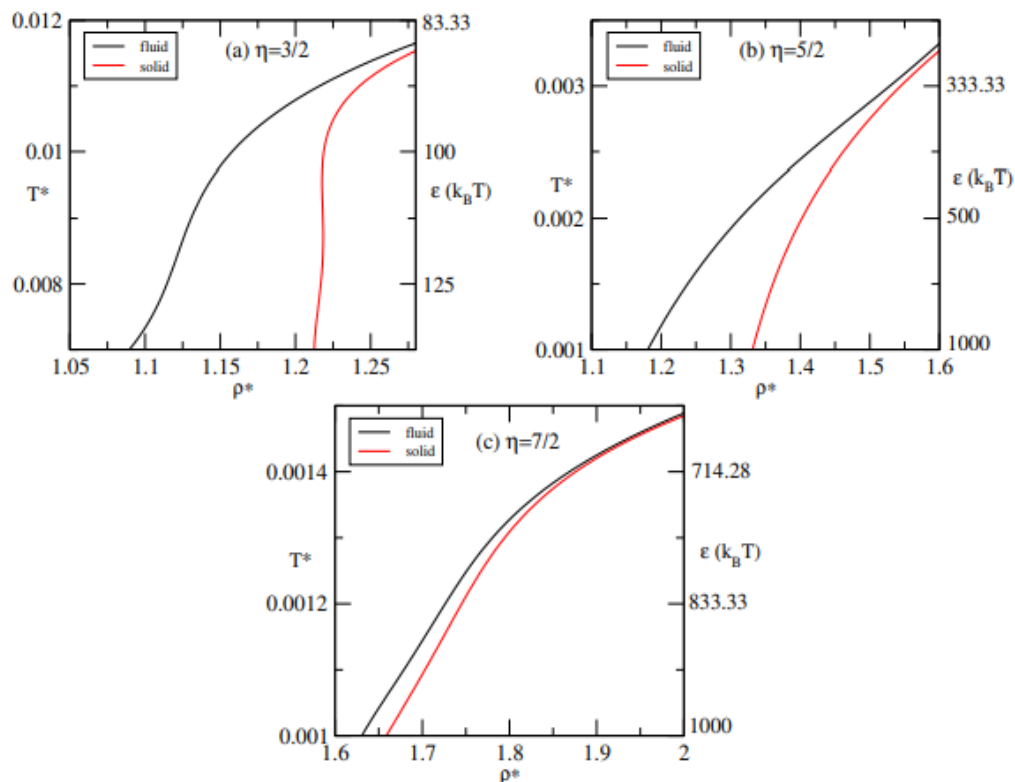 (a) η=3/2
fluid
solid
0.012
0.01
0.008
T*
83.33
100
125
ε (k_BT)
1.05
1.1
1.15
1.2
1.25
ρ*
(b) η=5/2
fluid
solid
0.003
0.002
0.001
T*
333.33
500
1000
ε (k_BT)
1.1
1.2
1.3
1.4
1.5
1.6
ρ*
(c) η=7/2
fluid
solid
0.0014
0.0012
0.001
T*
714.28
833.33
1000
ε (k_BT)
1.6
1.7
1.8
1.9
2
ρ*